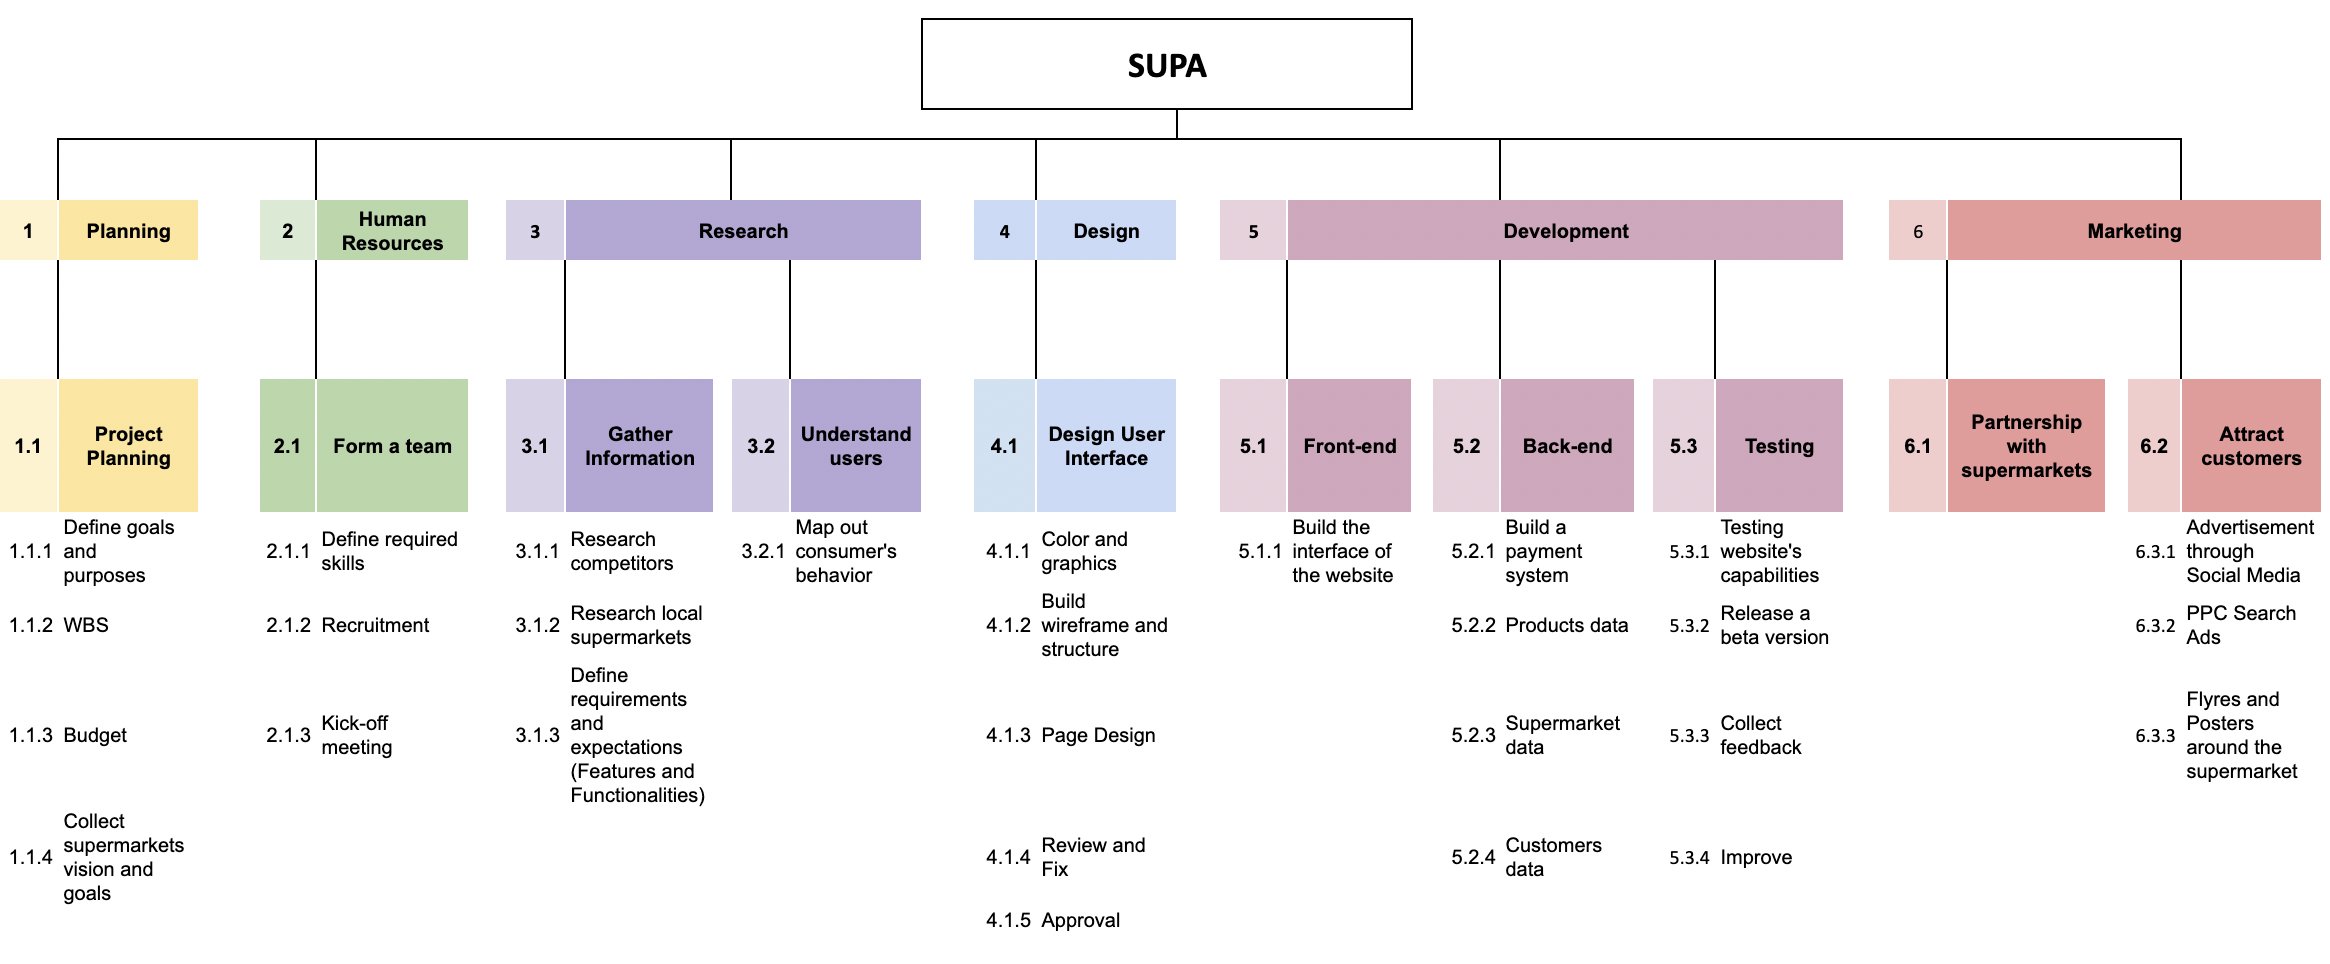 SUPA
1 Planning
2 Human
Resources
3 Research
4 Design
5 Development
6 Marketing
1.1 Project
Planning
2.1 Form a team
3.1 Gather
Information
3.2 Understand
users
4.1 Design User
Interface
5.1 Front-end
5.2 Back-end
5.3 Testing
6.1 Partnership
with
supermarkets
6.2 Attract
customers
1.1.1 Define goals
and
purposes
1.1.2 WBS
1.1.3 Budget
1.1.4 Collect
supermarkets
vision and
goals
2.1.1 Define required
skills
2.1.2 Recruitment
2.1.3 Kick-off
meeting
3.1.1 Research
competitors
3.1.2 Research local
supermarkets
3.1.3 Define
requirements
and
expectations
(Features and
Functionalities)
3.2.1 Map out
consumer's
behavior
4.1.1 Color and
graphics
4.1.2 Build
wireframe and
structure
4.1.3 Page Design
4.1.4 Review and
Fix
4.1.5 Approval
5.1.1 Build the
interface of
the website
5.2.1 Build a
payment
system
5.2.2 Products data
5.2.3 Supermarket
data
5.2.4 Customers
data
5.3.1 Testing
website's
capabilities
5.3.2 Release a
beta version
5.3.3 Collect
feedback
5.3.4 Improve
6.3.1 Advertisement
through
Social Media
6.3.2 PPC Search
Ads
6.3.3 Flyres and
Posters
around the
supermarket